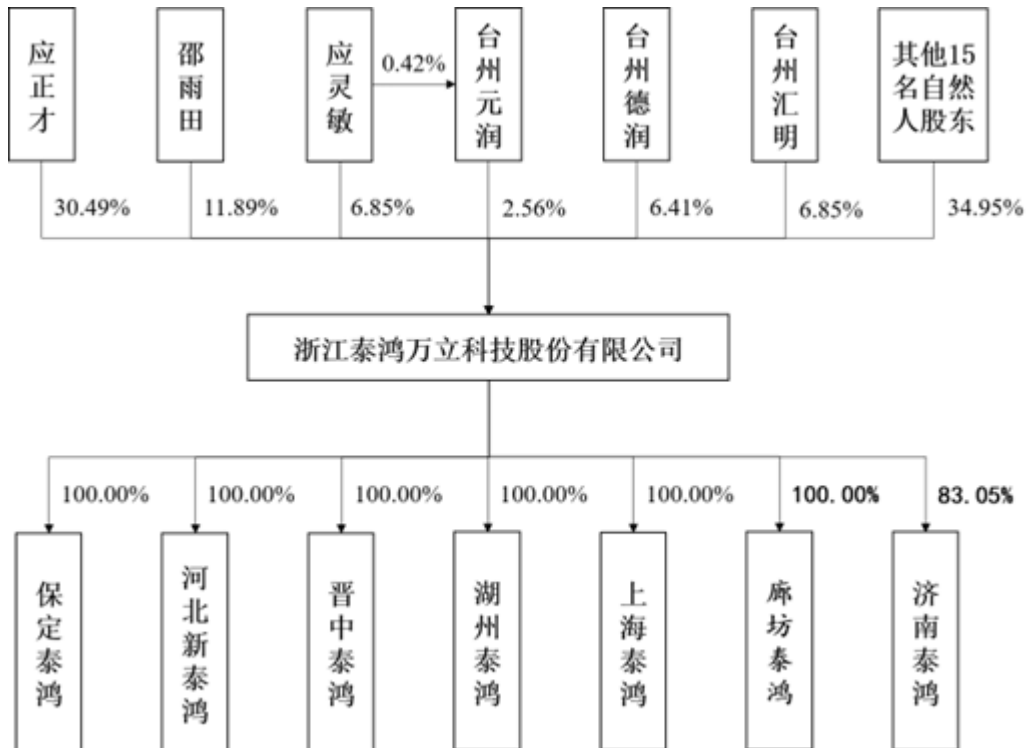 应正才
邵雨田
应灵敏
0.42%
台州元润
台州德润
台州汇明
其他15
名自然
人股东
30.49%
11.89%
6.85%
2.56%
6.41%
6.85%
34.95%
浙江泰鸿万立科技股份有限公司
100.00%
100.00%
100.00%
100.00%
100.00%
100.00%
83.05%
保定泰鸿
河北新泰鸿
晋中泰鸿
湖州泰鸿
上海泰鸿
廊坊泰鸿
济南泰鸿